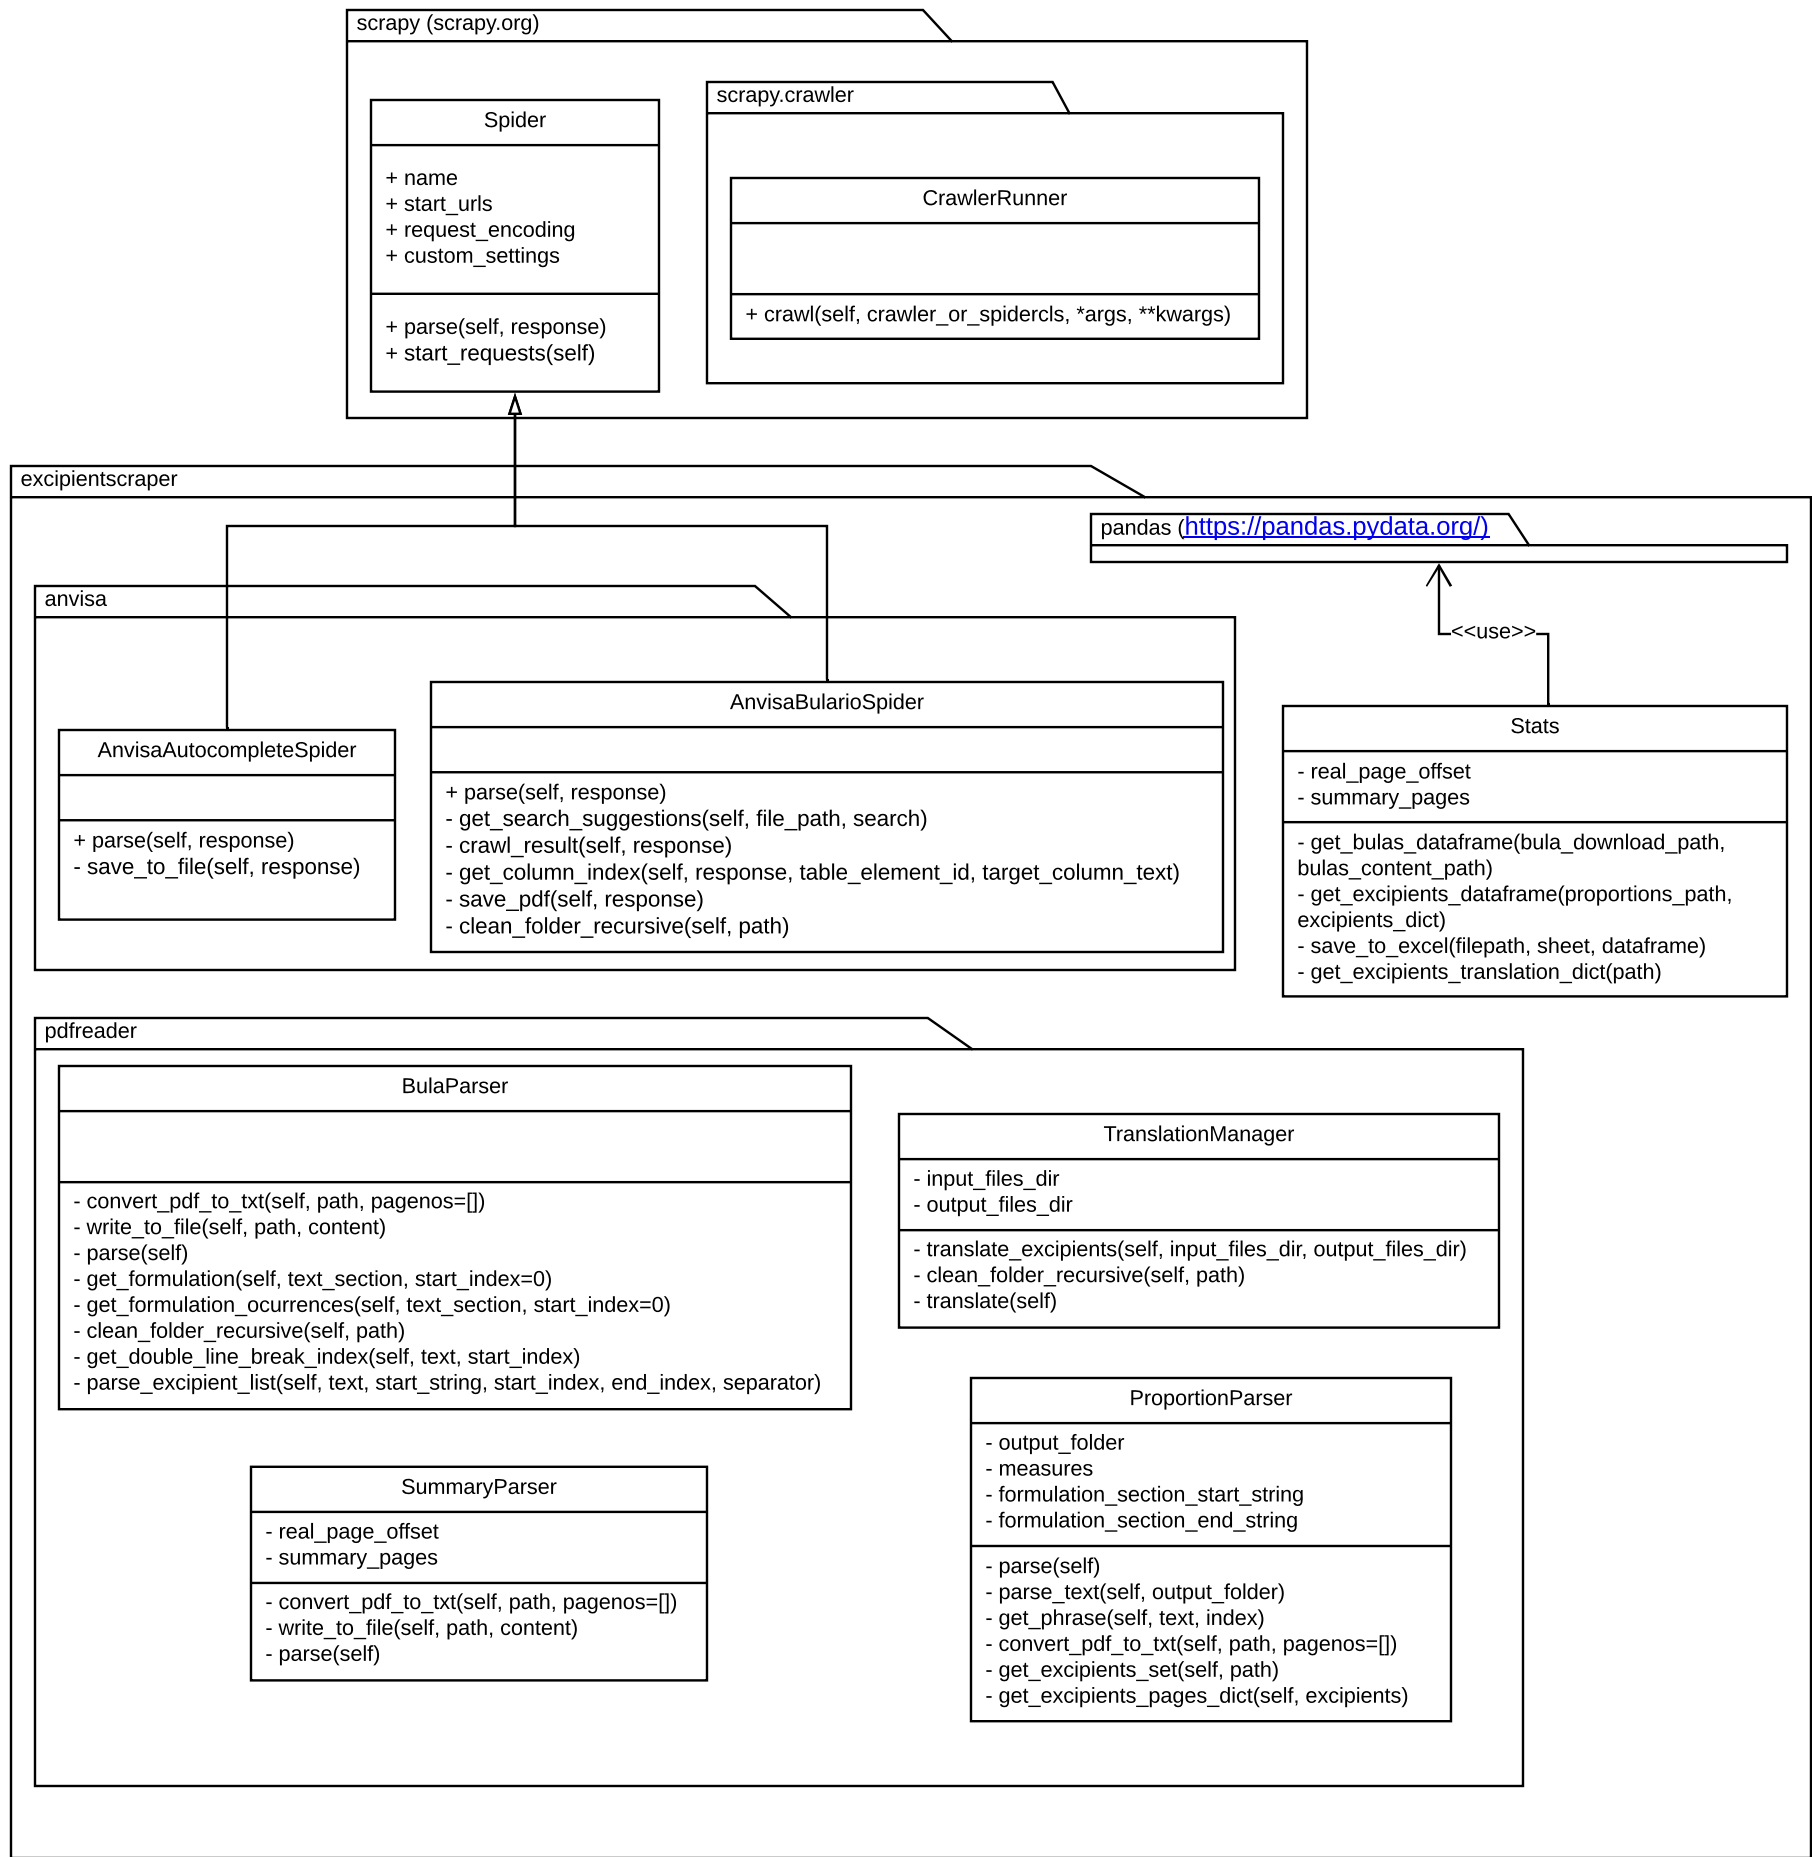 scrapy (scrapy.org)
Spider
+ name
+ start_urls
+ request_encoding
+ custom_settings
+ parse(self, response)
+ start_requests(self)
scrapy.crawler
CrawlerRunner
+ crawl(self, crawler_or_spidercls, *args, **kwargs)
excipientscraper
pandas (https://pandas.pydata.org/)
<<use>>
anvisa
AnvisaAutocompleteSpider
+ parse(self, response)
- save_to_file(self, response)
AnvisaBularioSpider
+ parse(self, response)
- get_search_suggestions(self, file_path, search)
- crawl_result(self, response)
- get_column_index(self, response, table_element_id, target_column_text)
- save_pdf(self, response)
- clean_folder_recursive(self, path)
Stats
- real_page_offset
- summary_pages
- get_bulas_dataframe(bula_download_path,
bulas_content_path)
- get_excipients_dataframe(proportions_path,
excipients_dict)
- save_to_excel(filepath, sheet, dataframe)
- get_excipients_translation_dict(path)
pdfreader
BulaParser
- convert_pdf_to_txt(self, path, pagenos=[])
- write_to_file(self, path, content)
- parse(self)
- get_formulation(self, text_section, start_index=0)
- get_formulation_ocurrences(self, text_section, start_index=0)
- clean_folder_recursive(self, path)
- get_double_line_break_index(self, text, start_index)
- parse_excipient_list(self, text, start_string, start_index, end_index, separator)
TranslationManager
- input_files_dir
- output_files_dir
- translate_excipients(self, input_files_dir, output_files_dir)
- clean_folder_recursive(self, path)
- translate(self)
SummaryParser
- real_page_offset
- summary_pages
- convert_pdf_to_txt(self, path, pagenos=[])
- write_to_file(self, path, content)
- parse(self)
ProportionParser
- output_folder
- measures
- formulation_section_start_string
- formulation_section_end_string
- parse(self)
- parse_text(self, output_folder)
- get_phrase(self, text, index)
- convert_pdf_to_txt(self, path, pagenos=[])
- get_excipients_set(self, path)
- get_excipients_pages_dict(self, excipients)